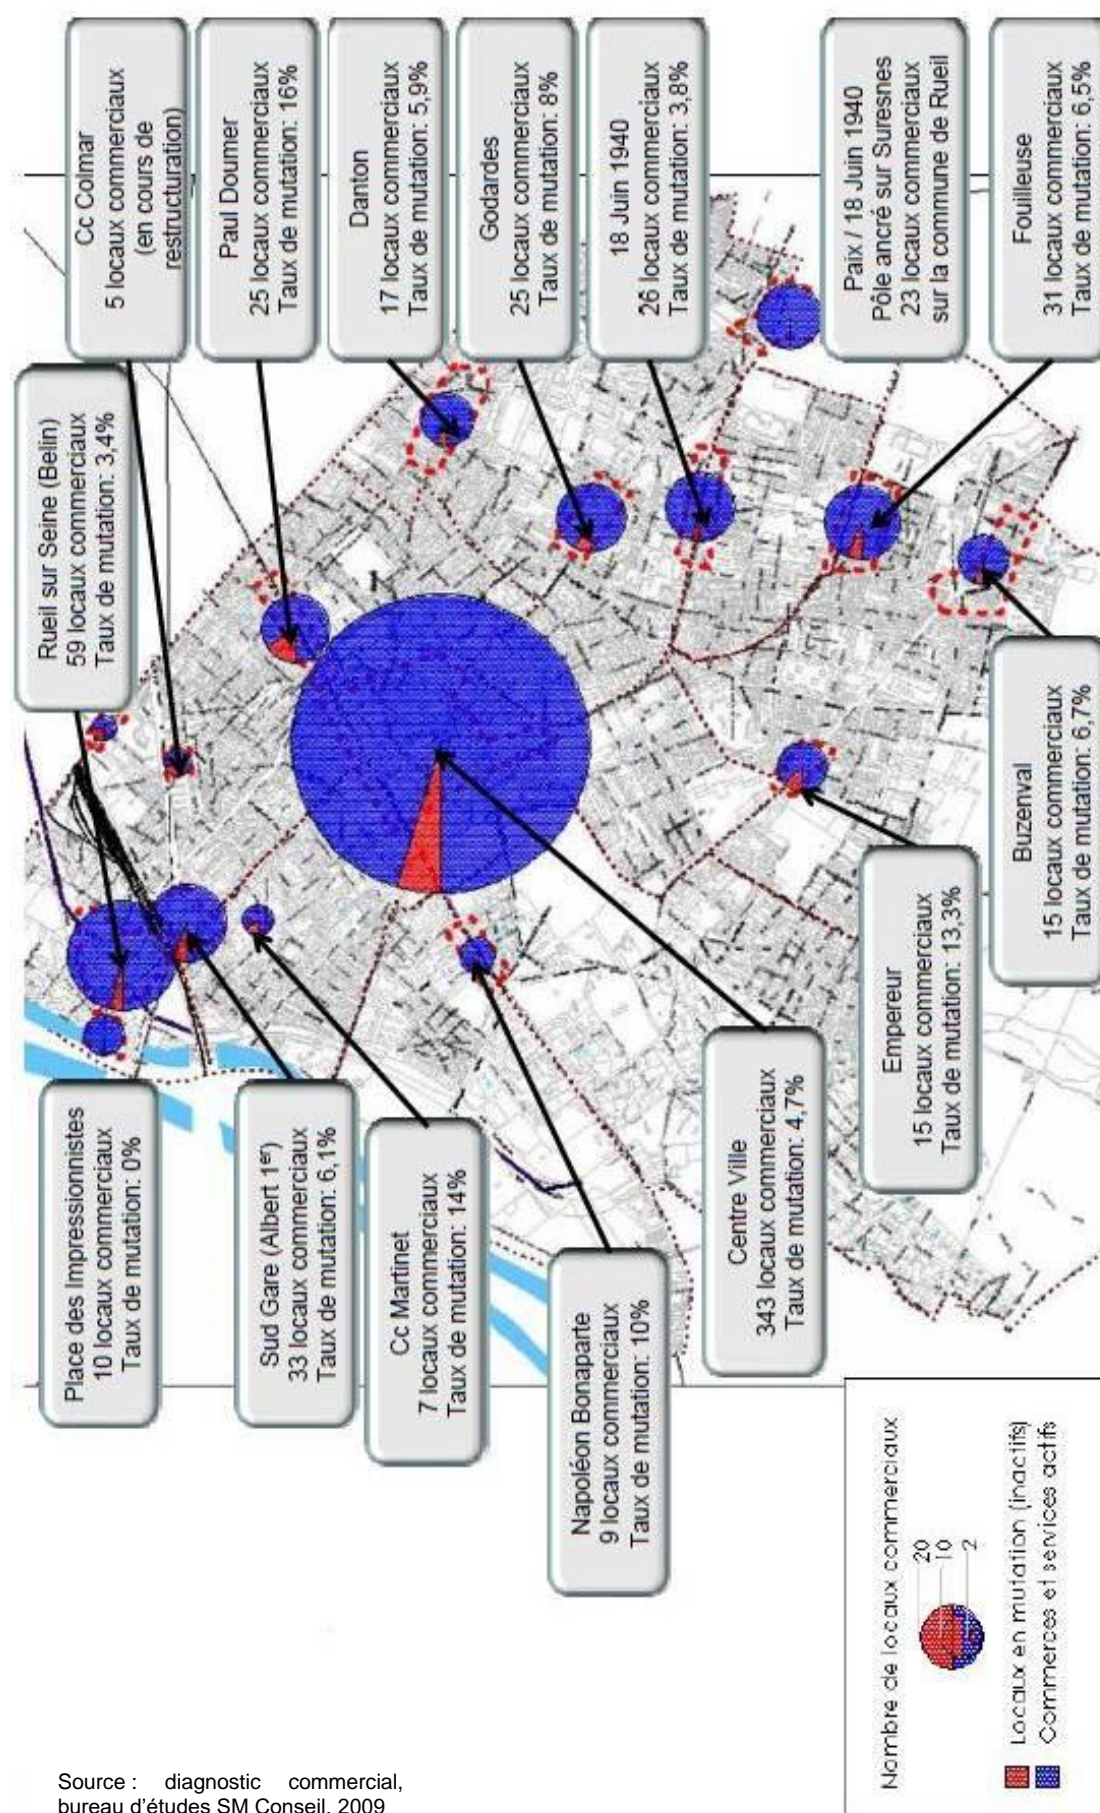 Cc Colmar
5 locaux commerciaux
(en cours de
restructuration)
Paul Doumer
25 locaux commerciaux
Taux de mutation: 16%
Danton
17 locaux commerciaux
Taux de mutation: 5,9%
Godardes
25 locaux commerciaux
Taux de mutation: 8%
18 Juin 1940
26 locaux commerciaux
Taux de mutation: 3,8%
Paix / 18 Juin 1940
Pôle ancré sur Suresnes
23 locaux commerciaux
sur la commune de Rueil
Fouilleuse
31 locaux commerciaux
Taux de mutation: 6,5%
Rueil sur Seine (Belin)
59 locaux commerciaux
Taux de mutation: 3,4%
Buzenval
15 locaux commerciaux
Taux de mutation: 6,7%
Empereur
15 locaux commerciaux
Taux de mutation: 13,3%
Centre Ville
343 locaux commerciaux
Taux de mutation: 4,7%
Place des Impressionnistes
10 locaux commerciaux
Taux de mutation: 0%
Sud Gare (Albert 1er)
33 locaux commerciaux
Taux de mutation: 6,1%
Cc Martinet
7 locaux commerciaux
Taux de mutation: 14%
Napoléon Bonaparte
9 locaux commerciaux
Taux de mutation: 10%
Nombre de locaux commerciaux
20
10
2
Locaux en mutation (inactifs)
Commerces et services actifs
Source : diagnostic commercial,
bureau d'études SM Conseil, 2009